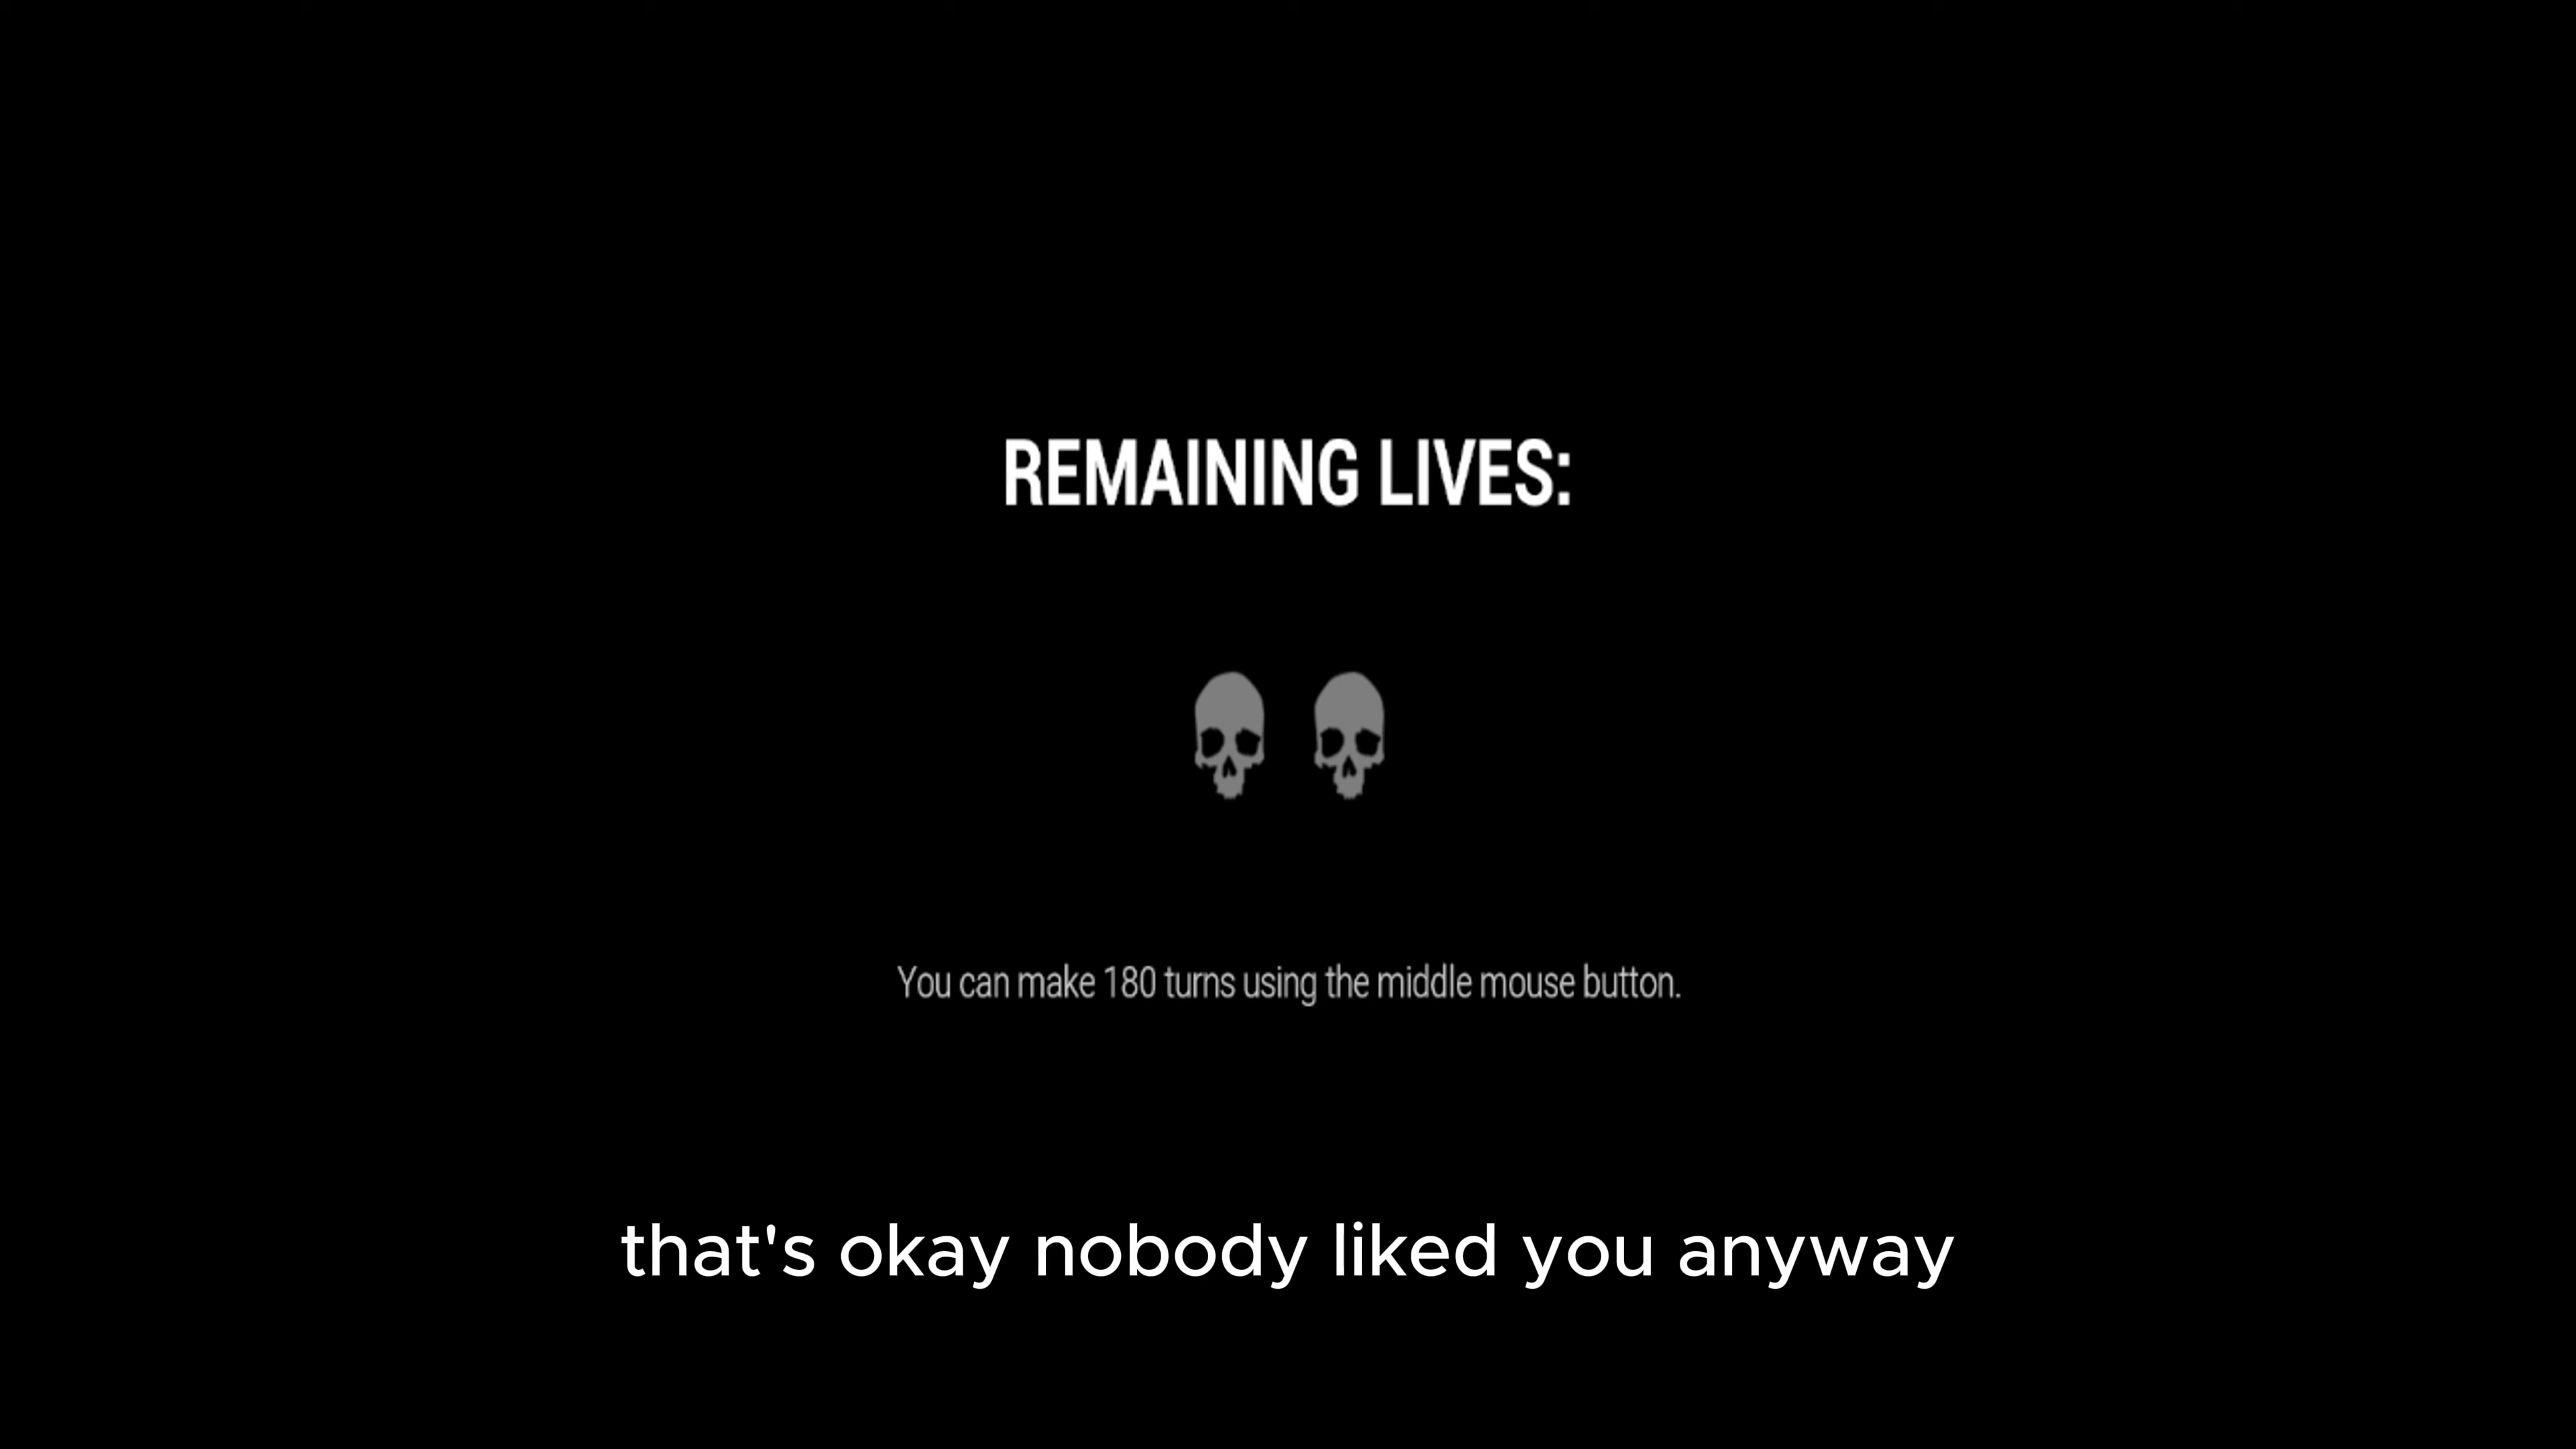 REMAINING LIVES:
You can make 180 turns using the middle mouse button.
that's okay nobody liked you anyway